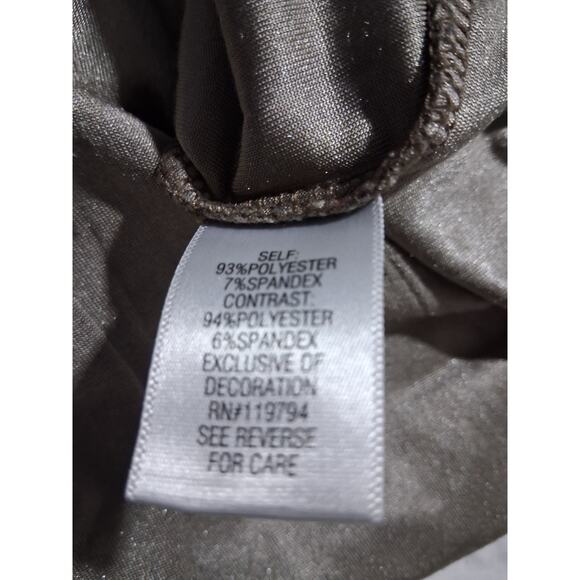 SELF:
93%POLYESTER
7%SPANDEX
CONTRAST:
94%POLYESTER
6%SPANDEX
EXCLUSIVE OF
DECORATION
RN#119794
SEE REVERSE
FOR CARE